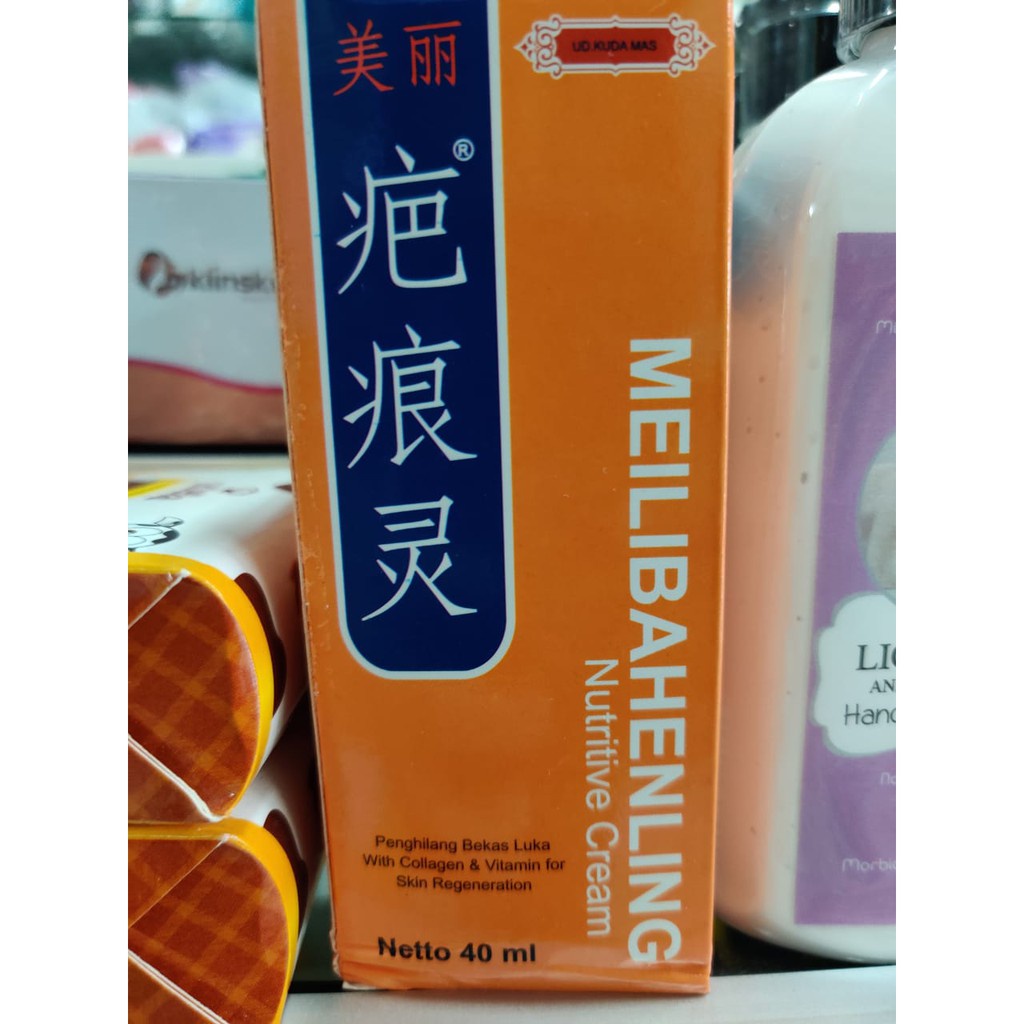 美丽
疤痕灵®
UD.KUDA MAS
MEILIBAHENLING
Nutritive Cream
Penghilang Bekas Luka
With Collagen & Vitamin for
Skin Regeneration
Netto 40 ml